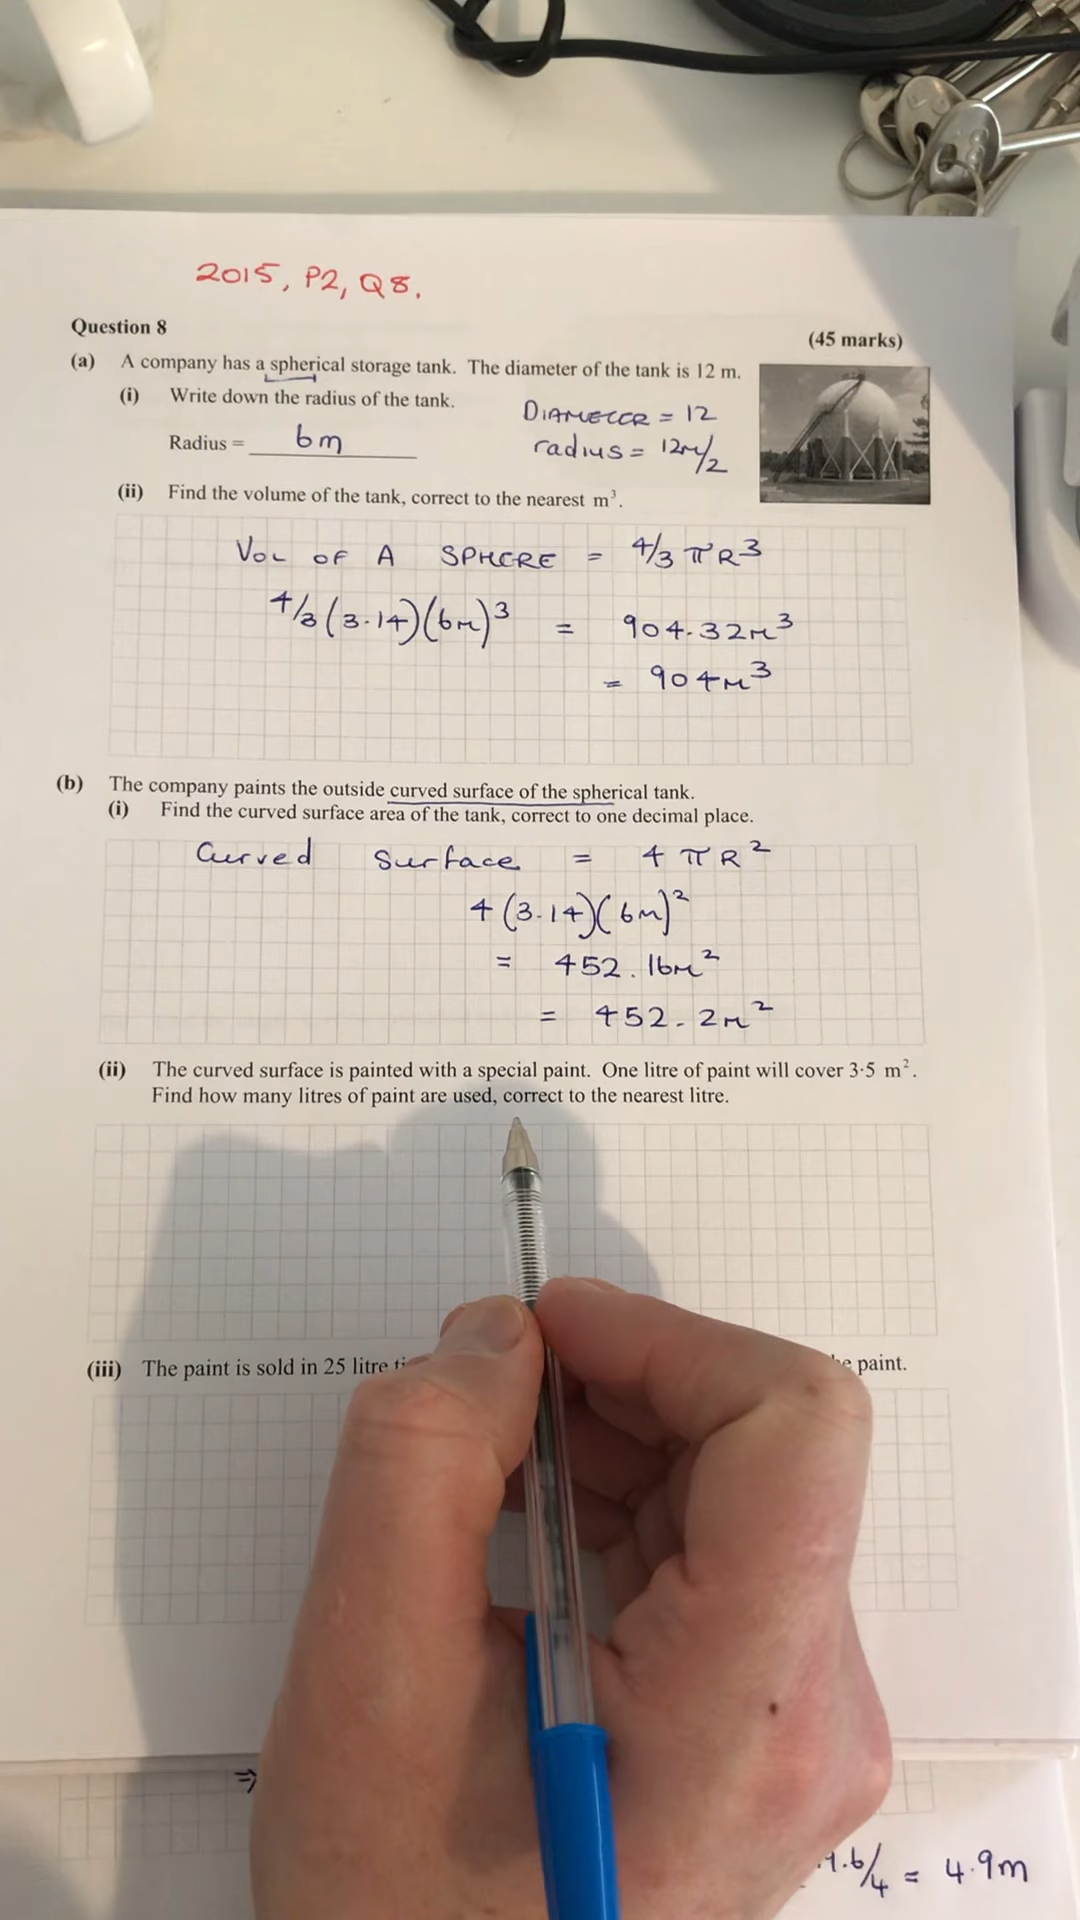 2015, P2, Q8.
Question 8
(45 marks)
(a) A company has a spherical storage tank. The diameter of the tank is 12 m.
(i) Write down the radius of the tank.
DIAMETER = 12
Radius = 6m
radius = 12m/2
(ii) Find the volume of the tank, correct to the nearest m³.
VOL OF A SPHERE = 4/3 πR³
4/3 (3.14)(6m)³ = 904.32m³
= 904m³
(b) The company paints the outside curved surface of the spherical tank.
(i) Find the curved surface area of the tank, correct to one decimal place.
Curved Surface = 4πR²
4(3.14)(6m)²
= 452.16m²
= 452.2m²
(ii) The curved surface is painted with a special paint. One litre of paint will cover 3·5 m².
Find how many litres of paint are used, correct to the nearest litre.
(iii) The paint is sold in 25 litre paint.
⇒
9.6/4 = 4.9m